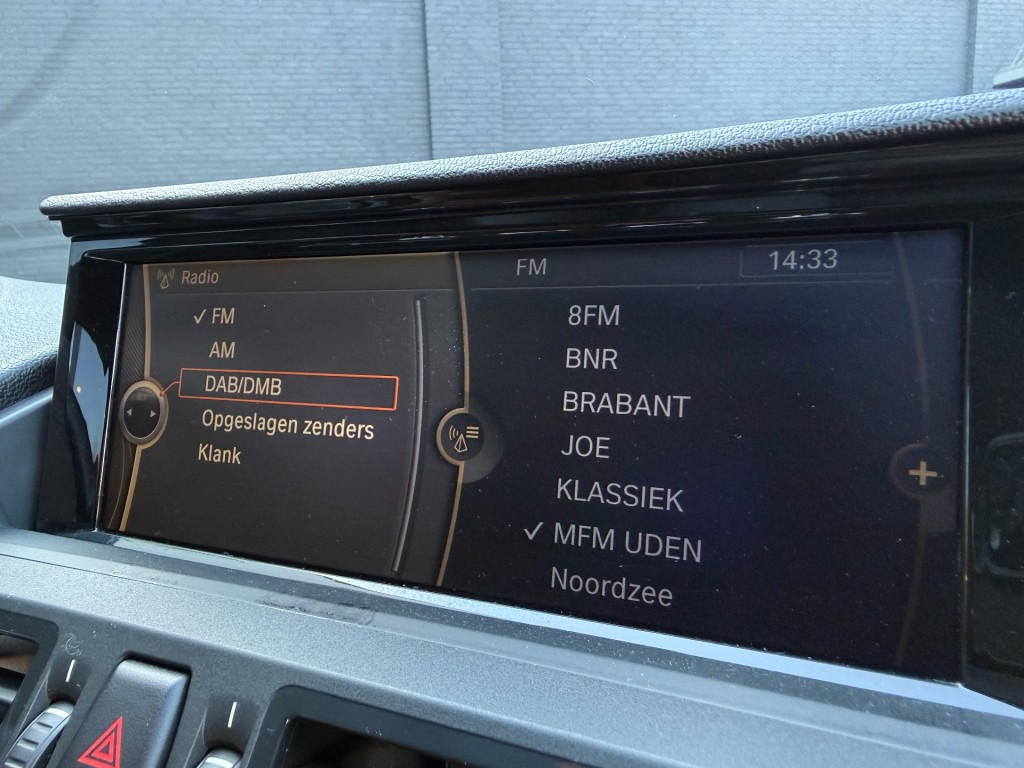 Radio
✓ FM
AM
DAB/DMB
Opgeslagen zenders
Klank
FM
14:33
8FM
BNR
BRABANT
JOE
KLASSIEK
✓ MFM UDEN
Noordzee